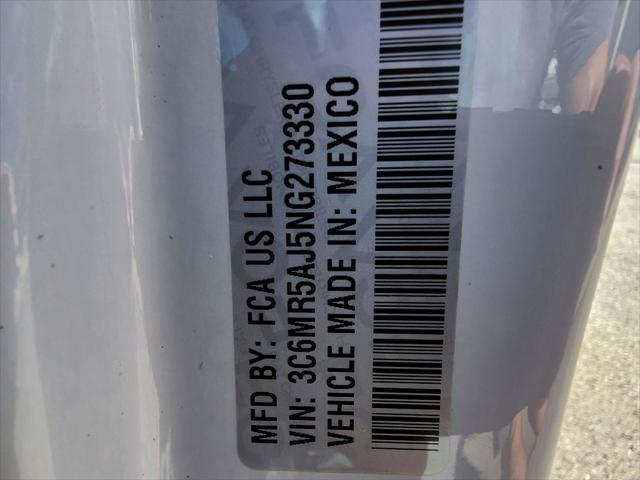 MFD BY: FCA US LLC
VIN: 3C6MR5AJ5NG273330
VEHICLE MADE IN: MEXICO